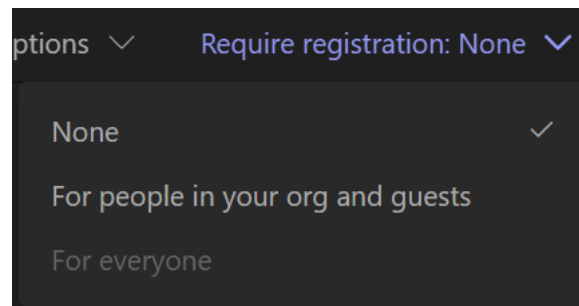 ptions Require registration: None
None
For people in your org and guests
For everyone